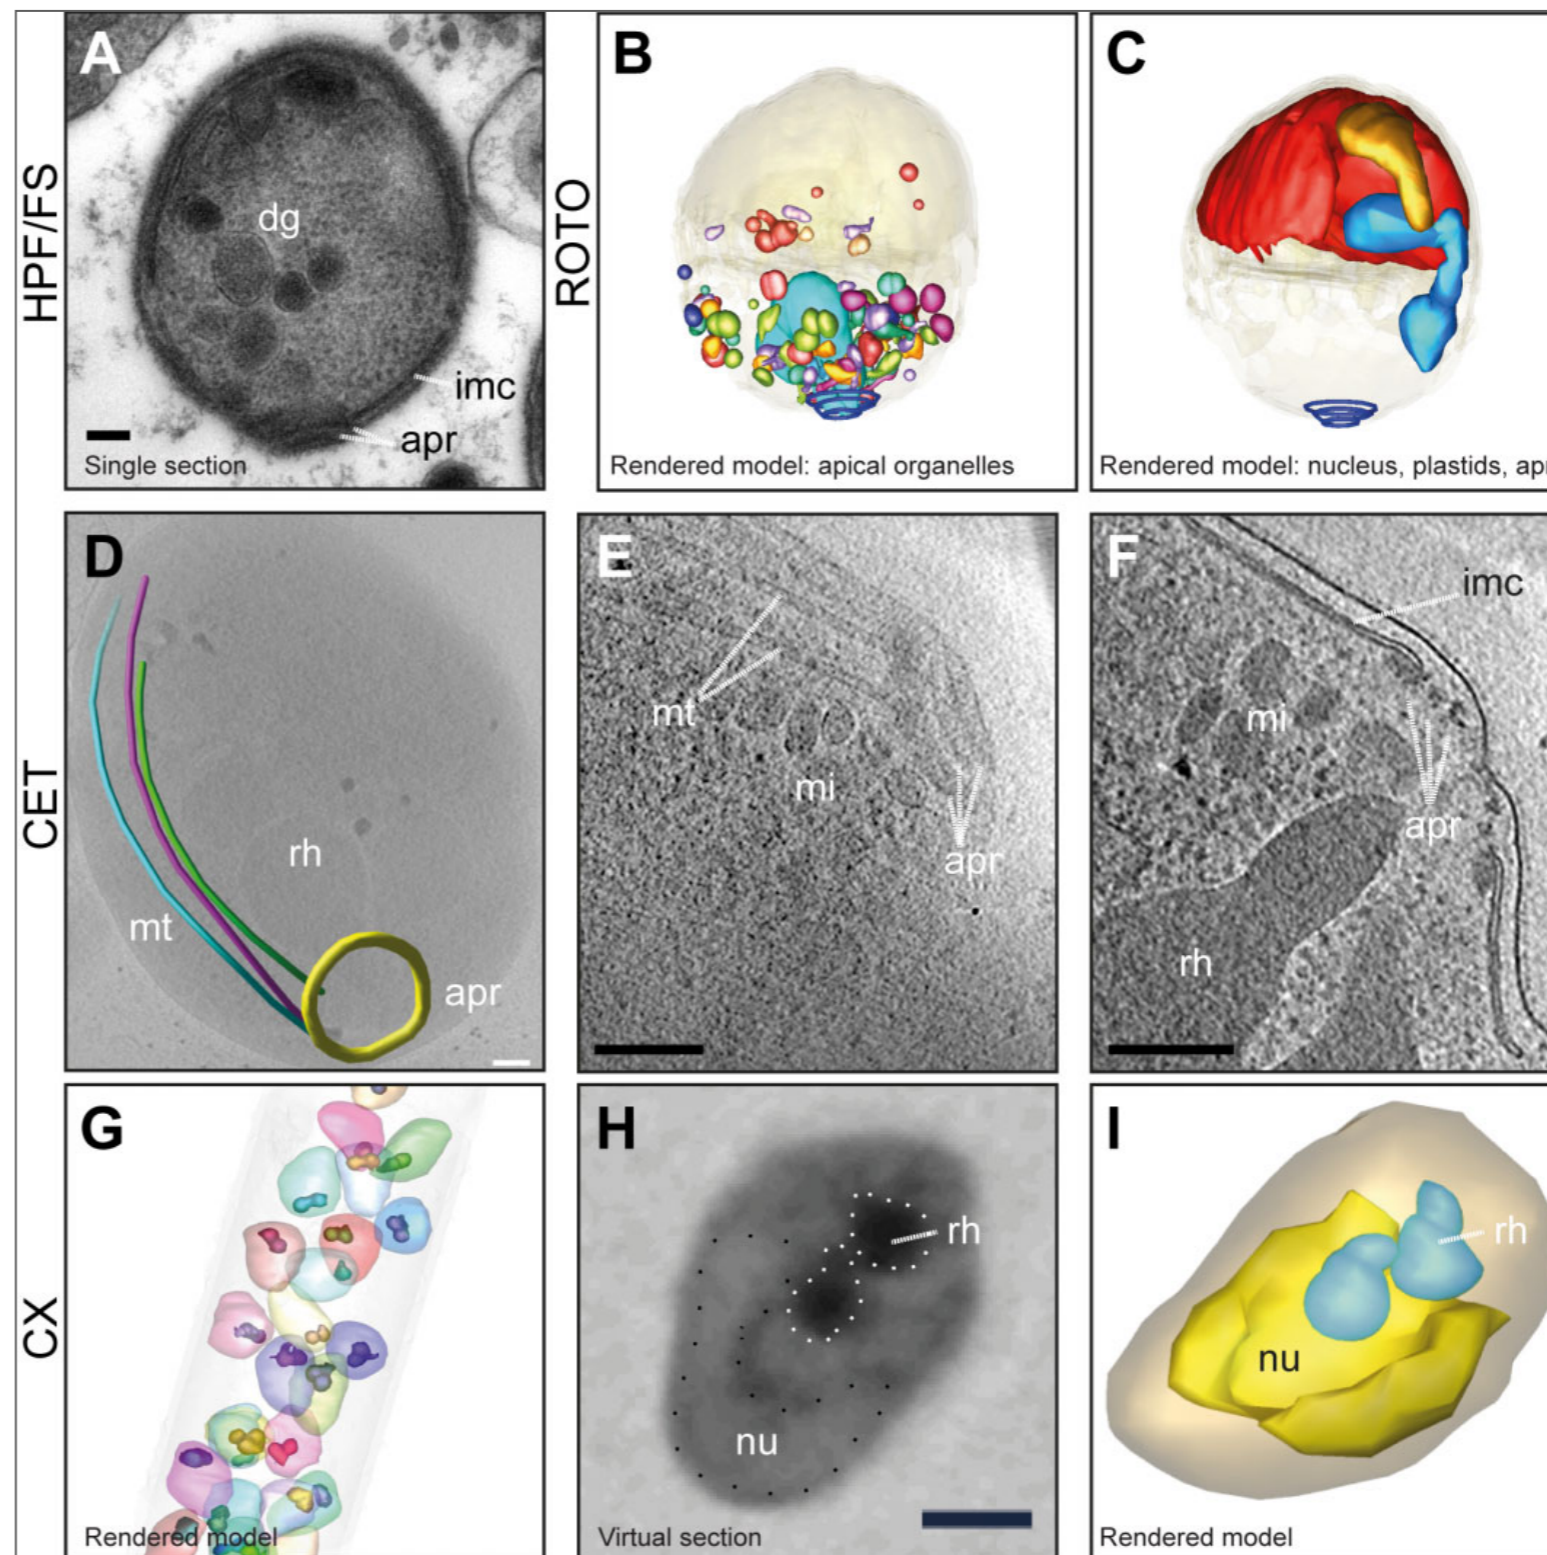 HPF/FS
A
dg
imc
apr
Single section
ROTO
B
Rendered model: apical organelles
C
Rendered model: nucleus, plastids, apr
CET
D
rh
mt
apr
E
mt
mi
apr
F
imc
mi
apr
rh
CX
G
Rendered model
H
rh
nu
Virtual section
I
rh
nu
Rendered model